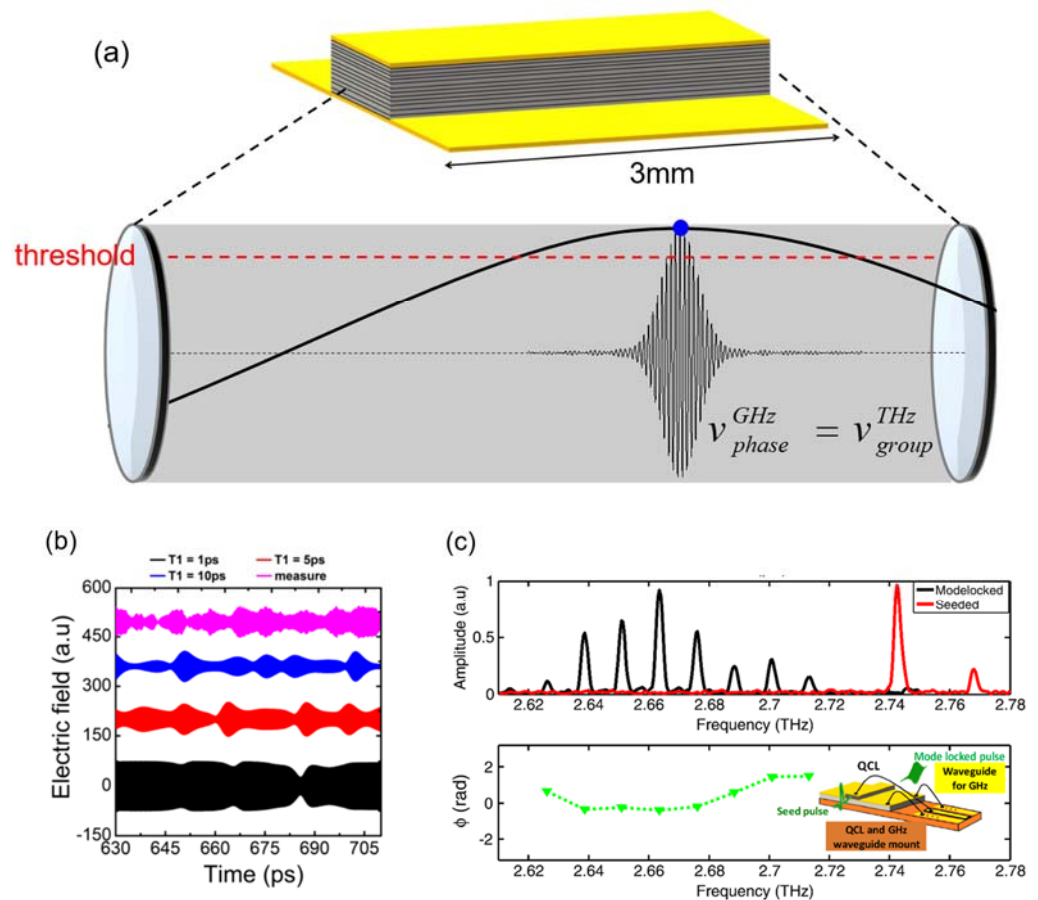 (a)
3mm
threshold
v GHz phase = v THz group
(b)
T1 = 1ps T1 = 5ps
T1 = 10ps measure
Electric field (a.u)
600
450
300
150
0
-150
630 645 660 675 690 705
Time (ps)
(c)
Amplitude (a.u)
1
0.5
0
Modelocked
Seeded
2.62 2.64 2.66 2.68 2.7 2.72 2.74 2.76 2.78
Frequency (THz)
ϕ (rad)
2
0
-2
Mode locked pulse
QCL
Waveguide
for GHz
Seed pulse
QCL and GHz
waveguide mount
2.62 2.64 2.66 2.68 2.7 2.72 2.74 2.76 2.78
Frequency (THz)